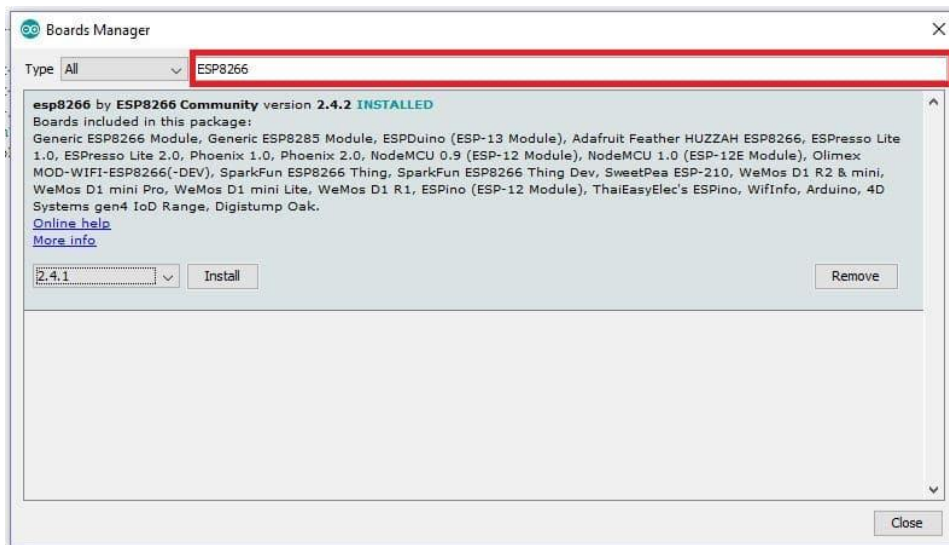 Boards Manager
Type All ESP8266
esp8266 by ESP8266 Community version 2.4.2 INSTALLED
Boards included in this package:
Generic ESP8266 Module, Generic ESP8285 Module, ESPDuino (ESP-13 Module), Adafruit Feather HUZZAH ESP8266, ESPresso Lite
1.0, ESPresso Lite 2.0, Phoenix 1.0, Phoenix 2.0, NodeMCU 0.9 (ESP-12 Module), NodeMCU 1.0 (ESP-12E Module), Olimex
MOD-WIFI-ESP8266(-DEV), SparkFun ESP8266 Thing, SparkFun ESP8266 Thing Dev, SweetPea ESP-210, WeMos D1 R2 & mini,
WeMos D1 mini Pro, WeMos D1 mini Lite, WeMos D1 R1, ESPino (ESP-12 Module), ThaiEasyElec's ESPino, WifInfo, Arduino, 4D
Systems gen4 IoD Range, Digistump Oak.
Online help
More info
2.4.1 Install Remove
Close